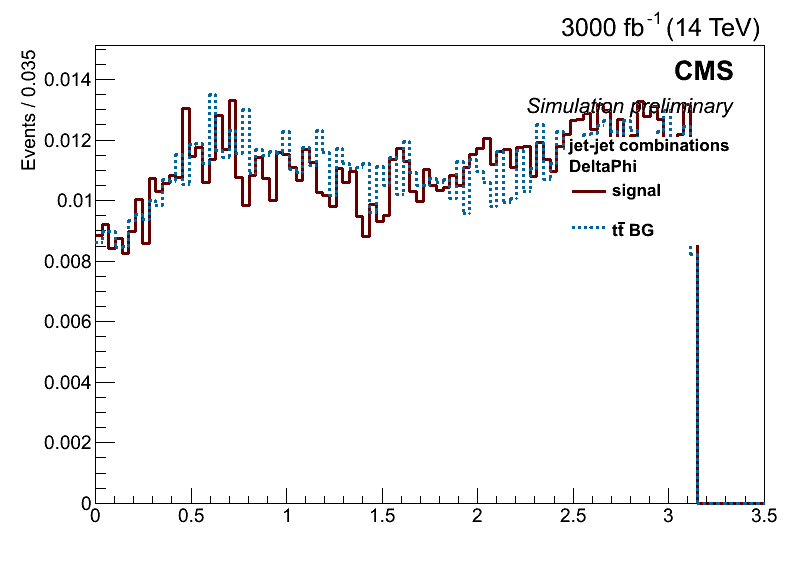 3000 fb⁻¹ (14 TeV)
Events / 0.035
CMS
Simulation preliminary
jet-jet combinations
DeltaPhi
signal
tt̄ BG
0.014
0.012
0.01
0.008
0.006
0.004
0.002
0
0 0.5 1 1.5 2 2.5 3 3.5